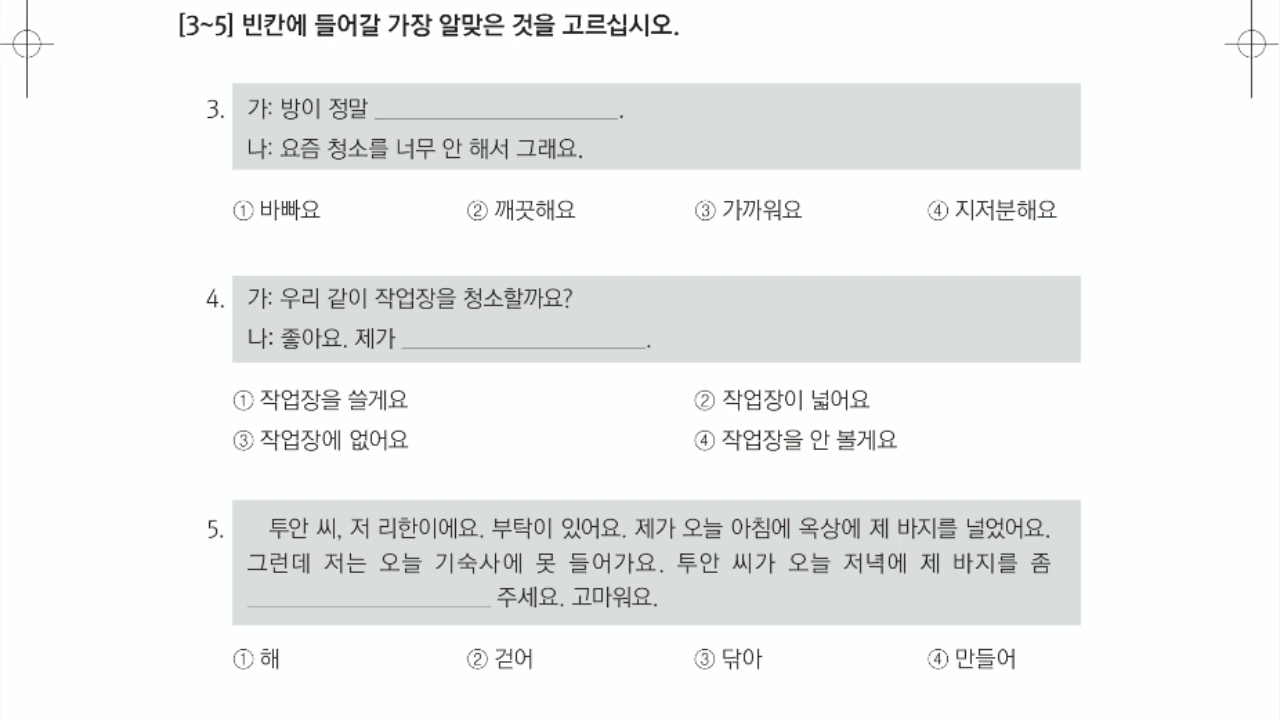 [3~5] 빈칸에 들어갈 가장 알맞은 것을 고르십시오.
3. 가: 방이 정말 ____________________.
나: 요즘 청소를 너무 안 해서 그래요.
① 바빠요 ② 깨끗해요 ③ 가까워요 ④ 지저분해요
4. 가: 우리 같이 작업장을 청소할까요?
나: 좋아요. 제가 ____________________.
① 작업장을 쓸게요 ② 작업장이 넓어요
③ 작업장에 없어요 ④ 작업장을 안 볼게요
5. 투안 씨, 저 리한이에요. 부탁이 있어요. 제가 오늘 아침에 옥상에 제 바지를 널었어요.
그런데 저는 오늘 기숙사에 못 들어가요. 투안 씨가 오늘 저녁에 제 바지를 좀
____________________ 주세요. 고마워요.
① 해 ② 걷어 ③ 닦아 ④ 만들어